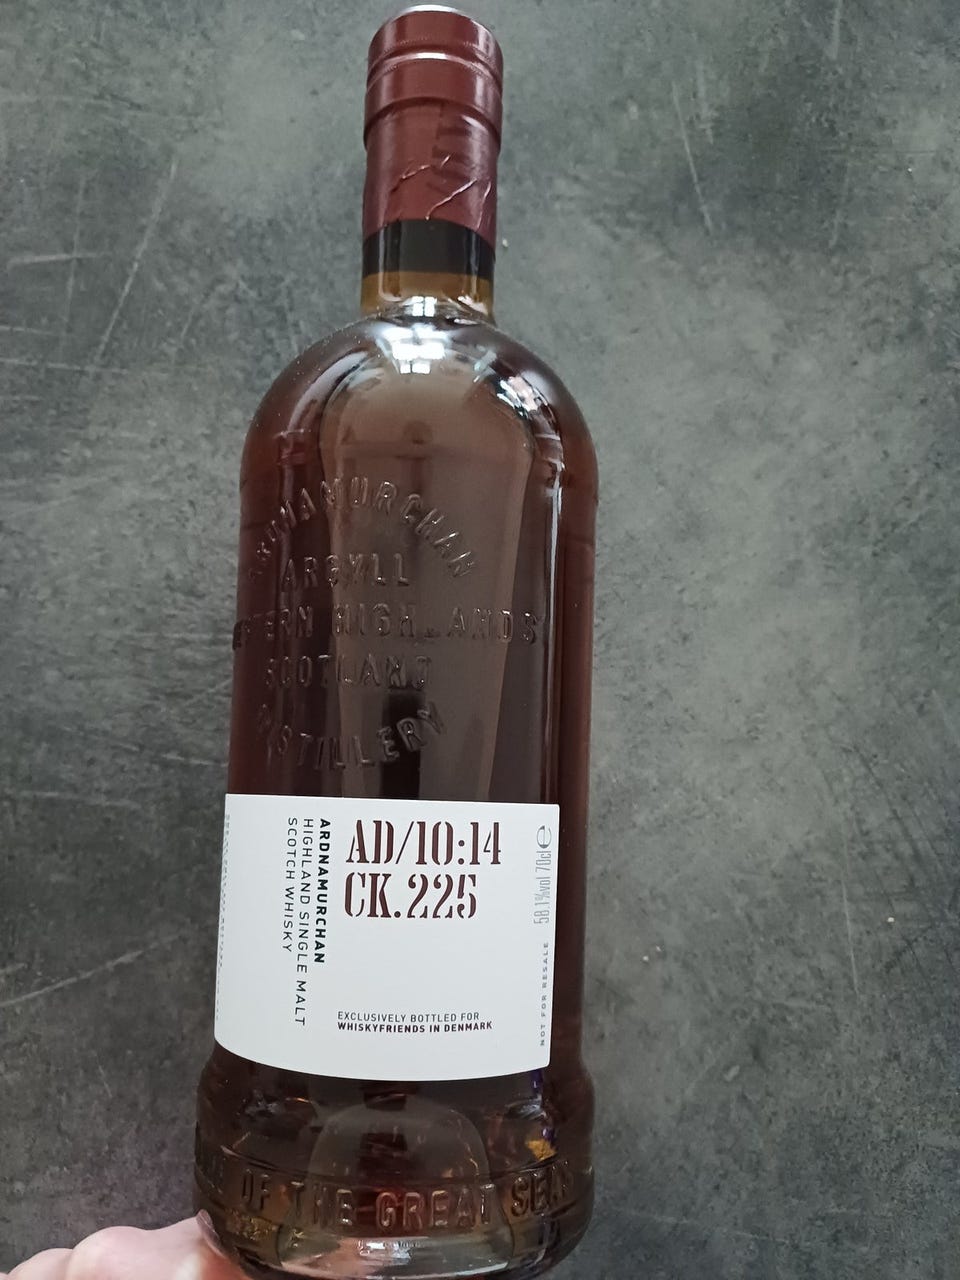 ARDNAMURCHAN
ARGYLL
HIGHLANDS
SCOTLAND
DISTILLERY
AD/10:14
CK.225
ARDNAMURCHAN
HIGHLAND SINGLE MALT
SCOTCH WHISKY
EXCLUSIVELY BOTTLED FOR
WHISKYFRIENDS IN DENMARK
58.1%vol 70cl e
NOT FOR RESALE
OF THE GREAT SEA